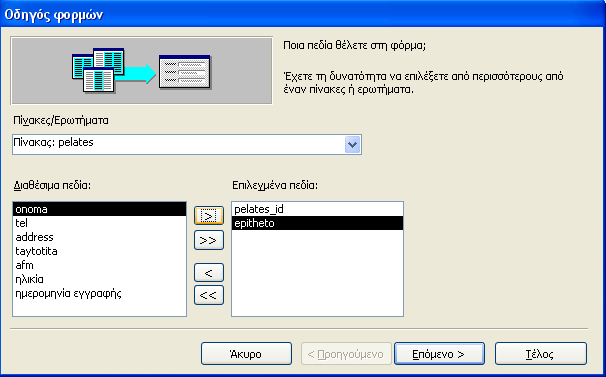 Οδηγός φορμών
Ποια πεδία θέλετε στη φόρμα;
Έχετε τη δυνατότητα να επιλέξετε από περισσότερους από
έναν πίνακες ή ερωτήματα.
Πίνακες/Ερωτήματα
Πίνακας: pelates
Διαθέσιμα πεδία:
Επιλεγμένα πεδία:
onoma
tel
address
taytotita
afm
ηλικία
ημερομηνία εγγραφής
>
>>
<
<<
pelates_id
epitheto
Άκυρο
< Προηγούμενο
Επόμενο >
Τέλος